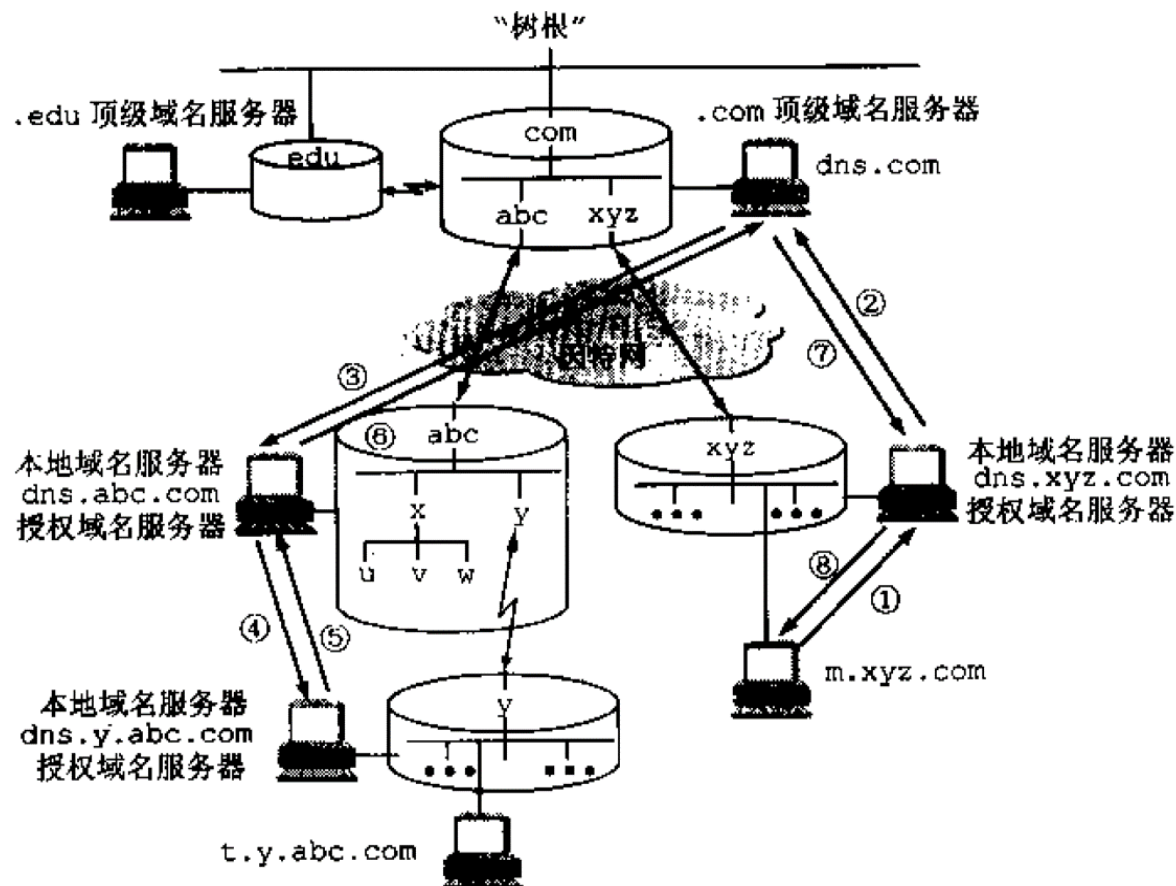 “树根”
.edu 顶级域名服务器
.com 顶级域名服务器
edu
com
dns.com
abc
xyz
②
⑦
因特网
③
⑥
abc
xyz
本地域名服务器
dns.abc.com
授权域名服务器
本地域名服务器
dns.xyz.com
授权域名服务器
x
y
u
v
w
⑧
①
④
⑤
m.xyz.com
本地域名服务器
dns.y.abc.com
授权域名服务器
y
t.y.abc.com